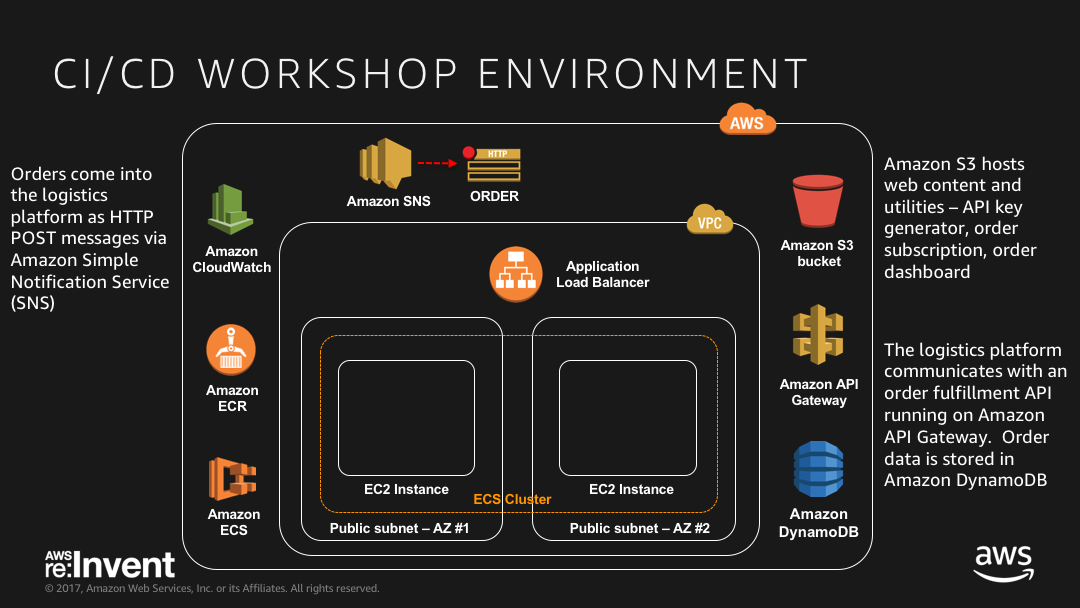 CI/CD WORKSHOP ENVIRONMENT
AWS
Orders come into
the logistics
platform as HTTP
POST messages via
Amazon Simple
Notification Service
(SNS)
HTTP
Amazon SNS
ORDER
Amazon
CloudWatch
Amazon
ECR
Amazon
ECS
VPC
Application
Load Balancer
EC2 Instance
EC2 Instance
ECS Cluster
Public subnet – AZ #1
Public subnet – AZ #2
Amazon S3
bucket
Amazon API
Gateway
Amazon
DynamoDB
Amazon S3 hosts
web content and
utilities – API key
generator, order
subscription, order
dashboard
The logistics platform
communicates with an
order fulfillment API
running on Amazon
API Gateway.  Order
data is stored in
Amazon DynamoDB
AWS
re:Invent
© 2017, Amazon Web Services, Inc. or its Affiliates. All rights reserved.
aws